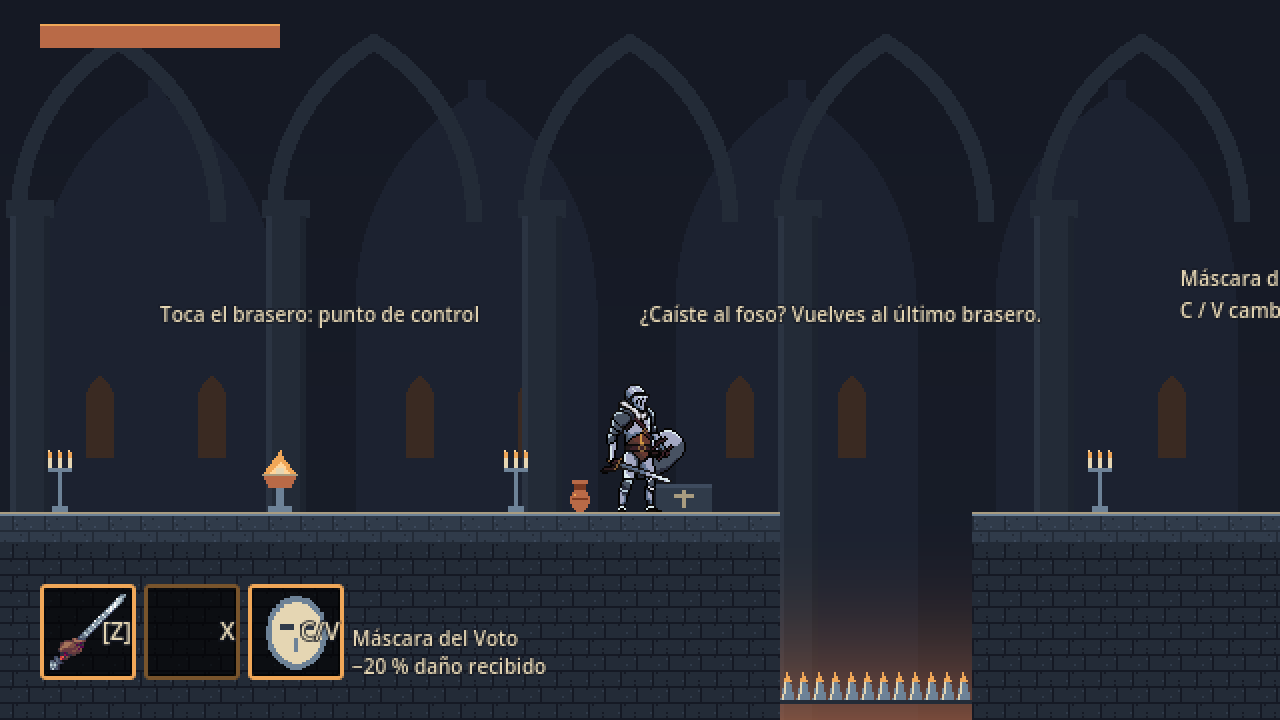 Toca el brasero: punto de control
¿Caíste al foso? Vuelves al último brasero.
Máscara d
C / V camb
[Z]
X
C/V
Máscara del Voto
−20 % daño recibido